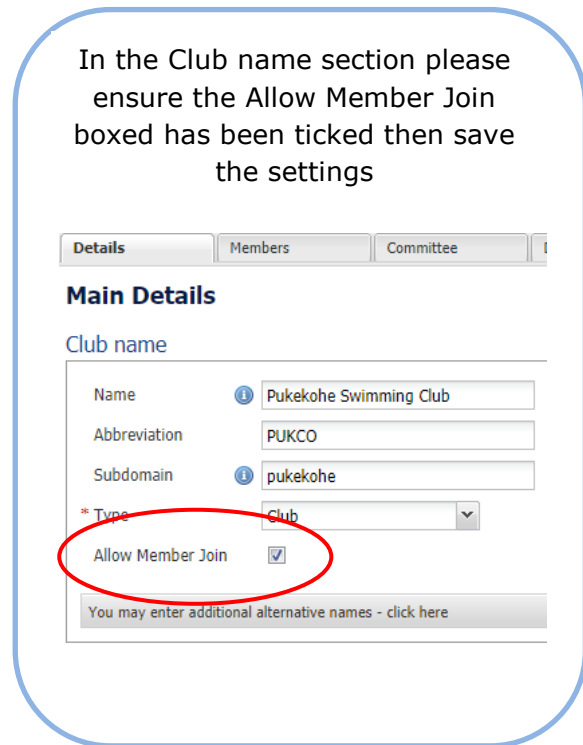 In the Club name section please
ensure the Allow Member Join
boxed has been ticked then save
the settings
Details Members Committee
Main Details
Club name
Name Pukekohe Swimming Club
Abbreviation PUKCO
Subdomain pukekohe
* Type Club
Allow Member Join
You may enter additional alternative names - click here